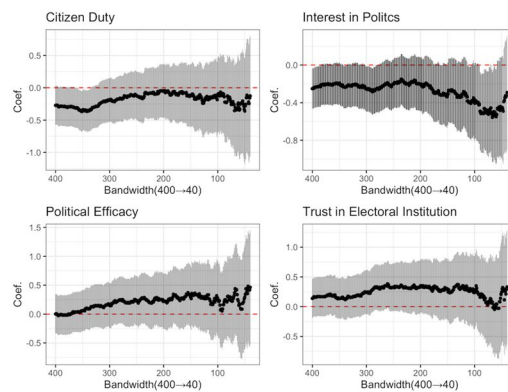 Citizen Duty
Coef.
0.5
0.0
-0.5
-1.0
400
300
200
100
Bandwidth(400→40)
Interest in Politcs
Coef.
0.0
-0.4
-0.8
400
300
200
100
Bandwidth(400→40)
Political Efficacy
Coef.
1.5
1.0
0.5
0.0
-0.5
400
300
200
100
Bandwidth(400→40)
Trust in Electoral Institution
Coef.
1.0
0.5
0.0
-0.5
400
300
200
100
Bandwidth(400→40)